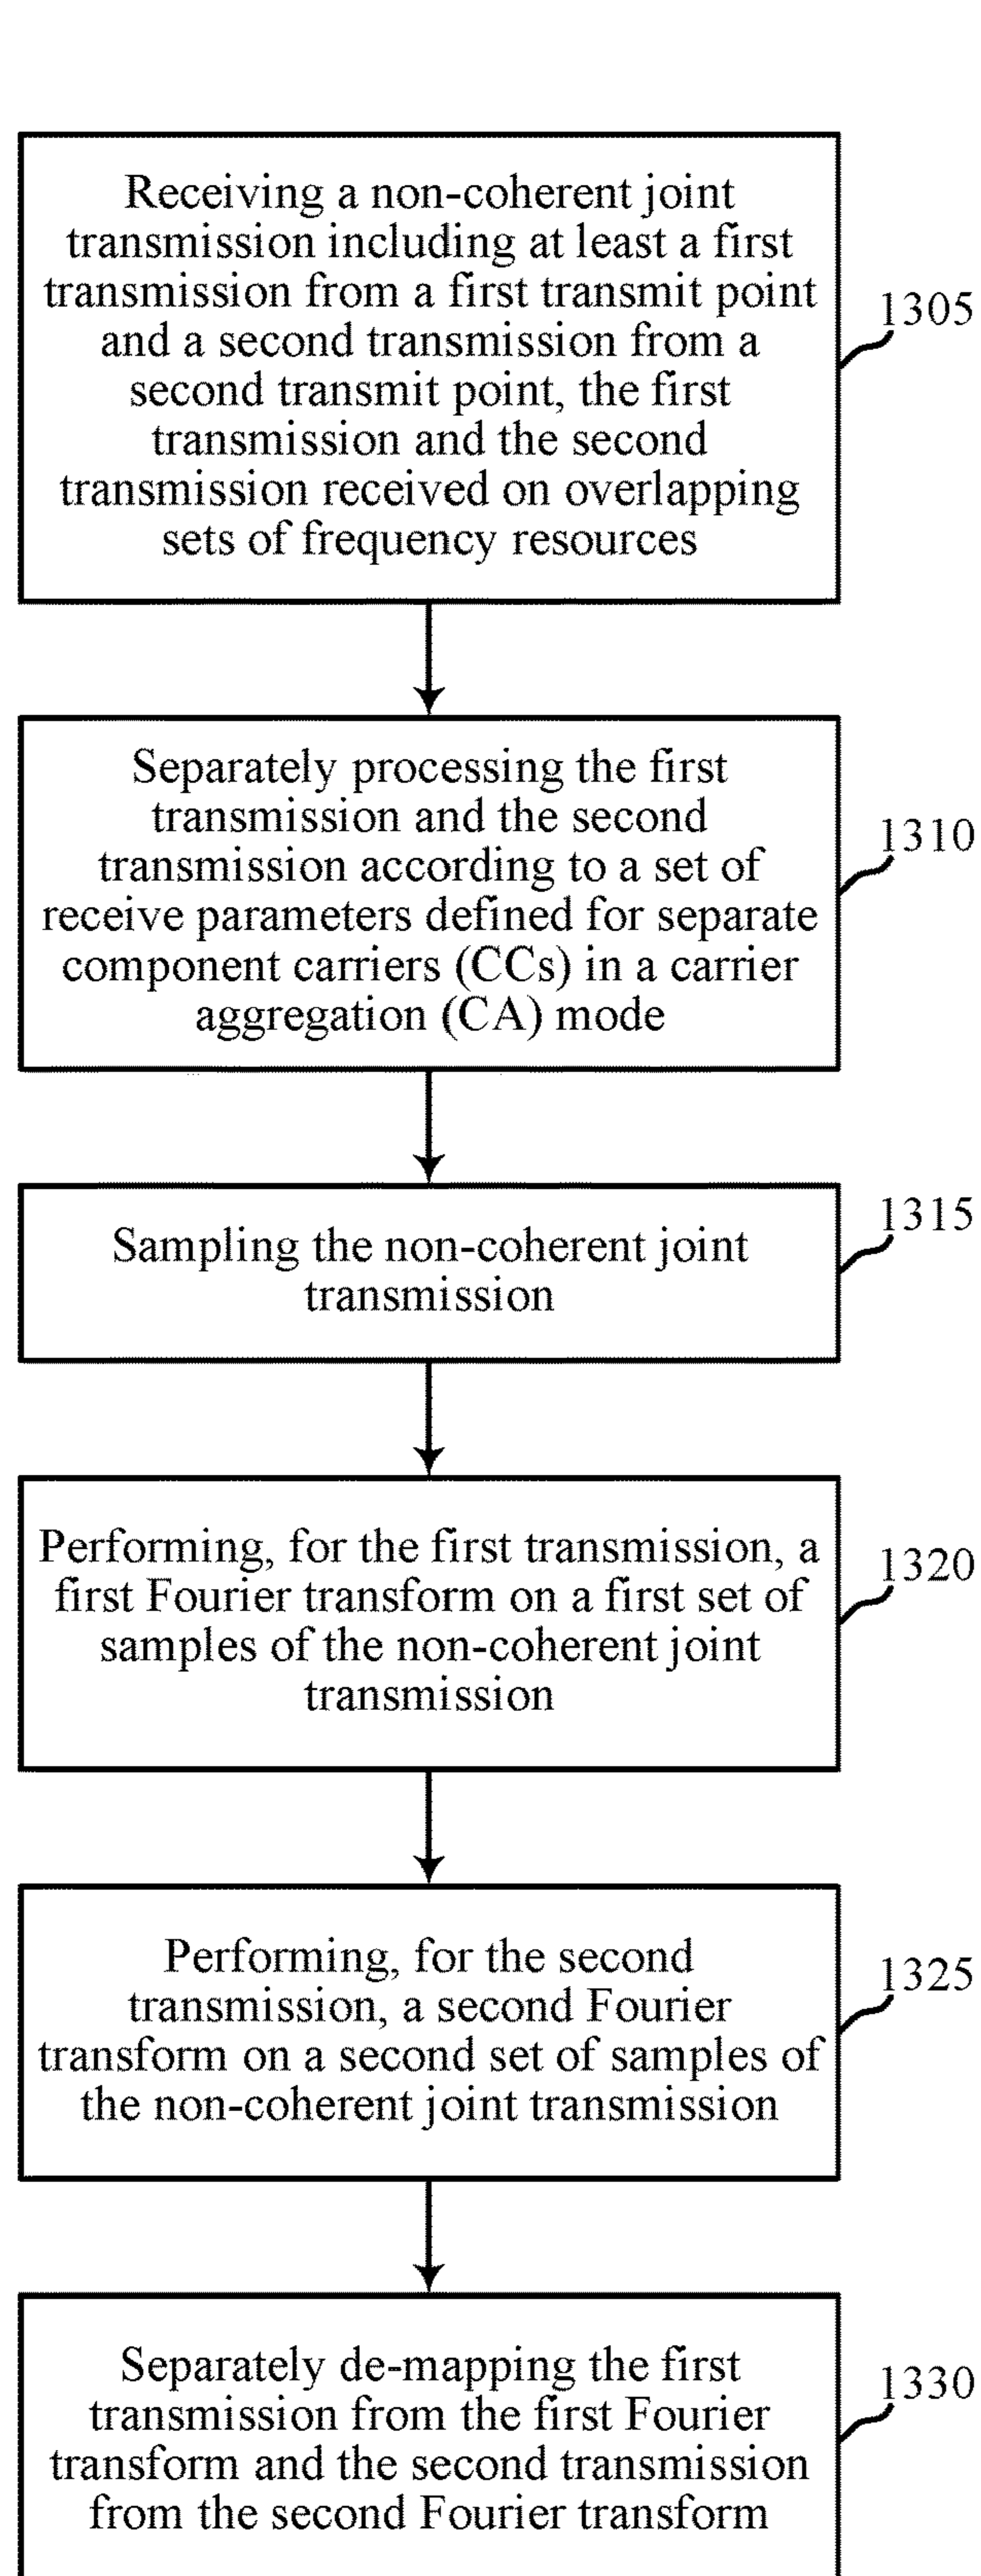 Receiving a non-coherent joint
transmission including at least a first
transmission from a first transmit point
and a second transmission from a
second transmit point, the first
transmission and the second
transmission received on overlapping
sets of frequency resources
1305
Separately processing the first
transmission and the second
transmission according to a set of
receive parameters defined for separate
component carriers (CCs) in a carrier
aggregation (CA) mode
1310
Sampling the non-coherent joint
transmission
1315
Performing, for the first transmission, a
first Fourier transform on a first set of
samples of the non-coherent joint
transmission
1320
Performing, for the second
transmission, a second Fourier
transform on a second set of samples of
the non-coherent joint transmission
1325
Separately de-mapping the first
transmission from the first Fourier
transform and the second transmission
from the second Fourier transform
1330